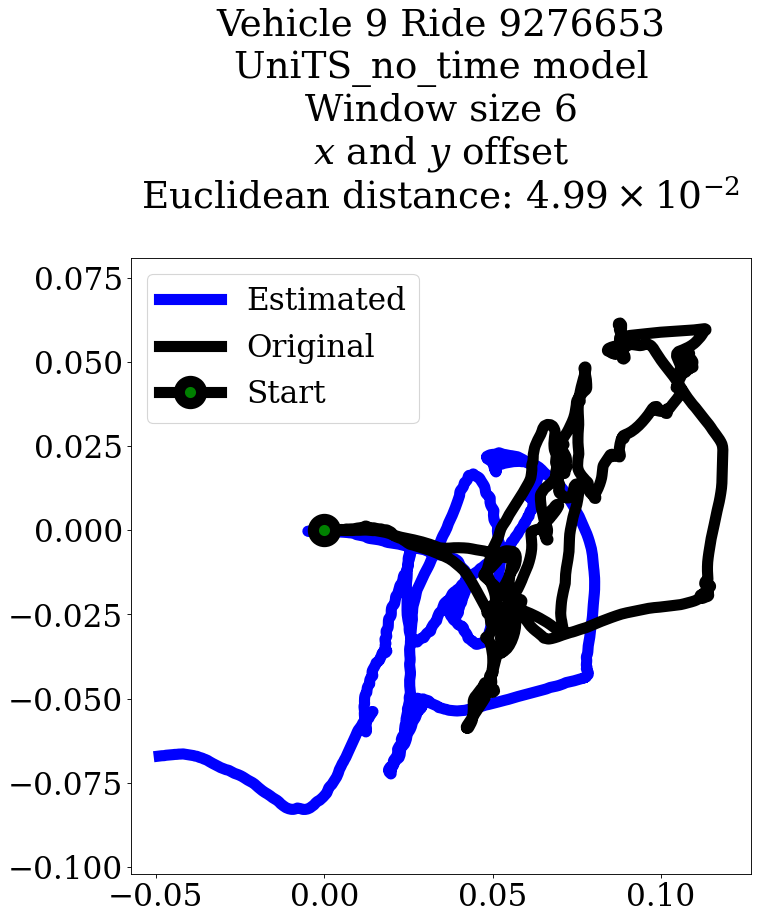 Vehicle 9 Ride 9276653
UniTS_no_time model
Window size 6
x and y offset
Euclidean distance: 4.99 × 10⁻²
Estimated
Original
Start
0.075
0.050
0.025
0.000
−0.025
−0.050
−0.075
−0.100
−0.05
0.00
0.05
0.10